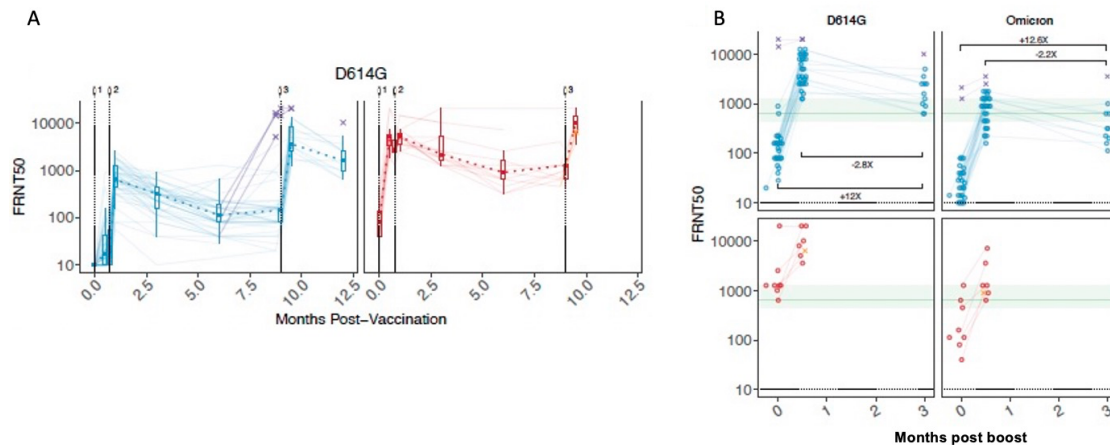 A
D614G
(1 (2 (3 (1 (2 (3
FRNT50
10000
1000
100
10
0.0 2.5 5.0 7.5 10.0 12.5 0.0 2.5 5.0 7.5 10.0 12.5
Months Post-Vaccination
B
D614G Omicron
+12.6X
-2.2X
10000
1000
100
10
-2.8X
+12X
FRNT50
10000
1000
100
10
0 1 2 3 0 1 2 3
Months post boost